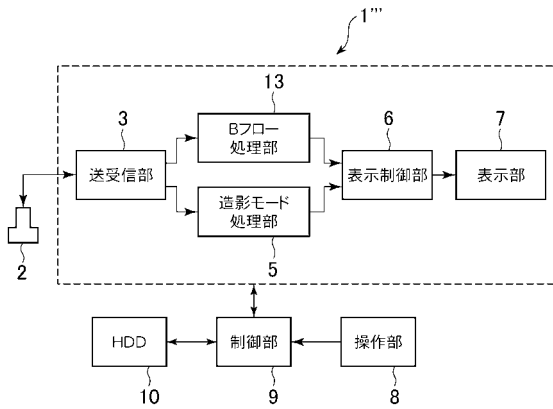 1'''
13
3
Bフロー
処理部
6
7
送受信部
表示制御部
表示部
造影モード
処理部
2
5
HDD
制御部
操作部
10
9
8